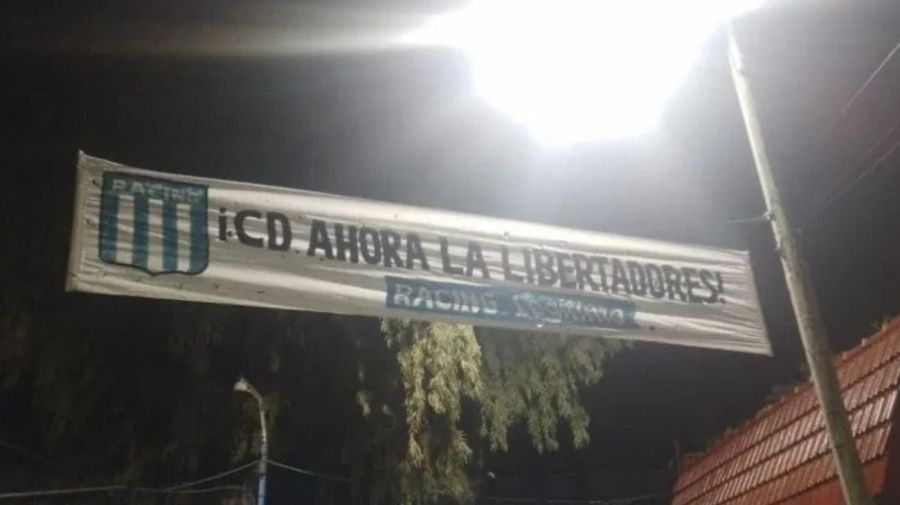 RACING
¡.CD. AHORA LA LIBERTADORES!
RACING